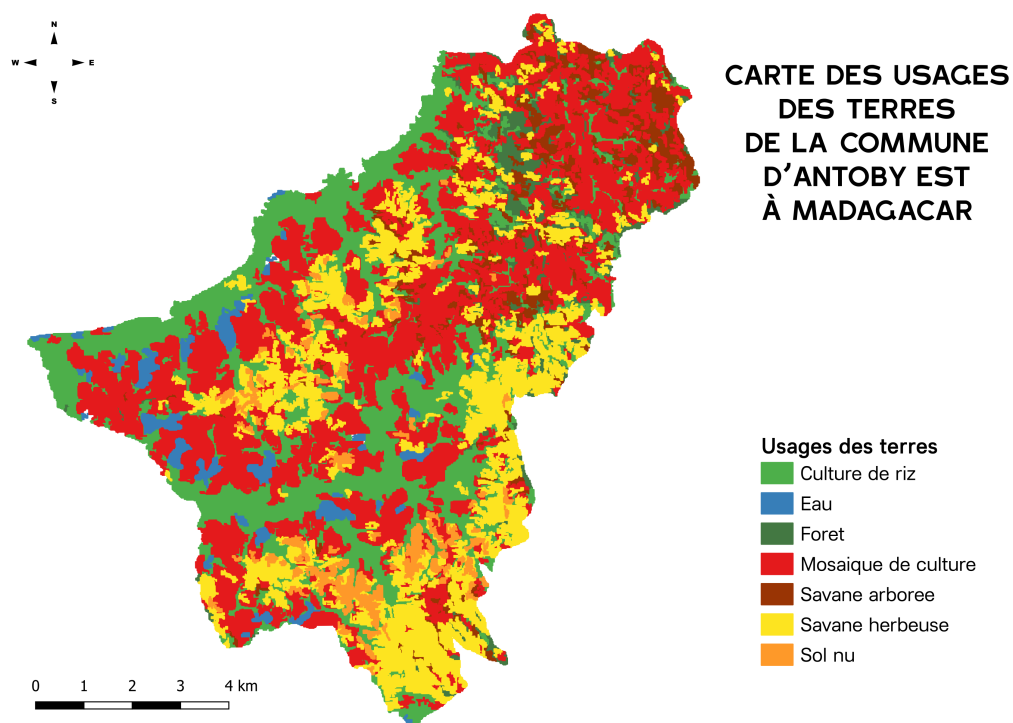 N
W E
S
CARTE DES USAGES
DES TERRES
DE LA COMMUNE
D'ANTOBY EST
À MADAGACAR
Usages des terres
Culture de riz
Eau
Foret
Mosaique de culture
Savane arboree
Savane herbeuse
Sol nu
0 1 2 3 4 km